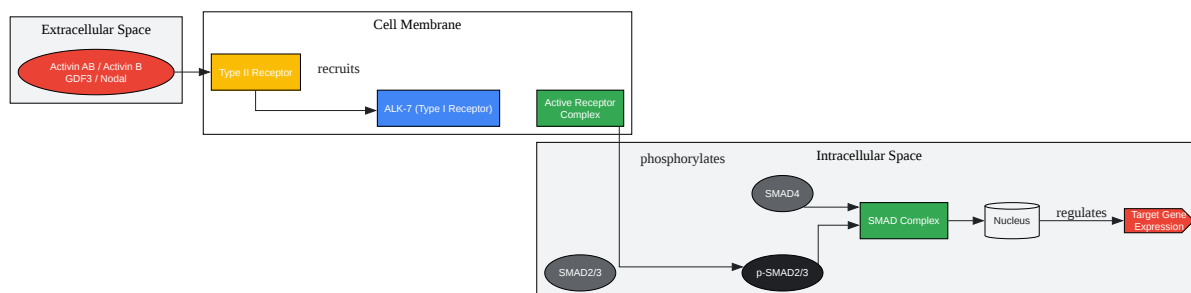 Extracellular Space
Activin AB / Activin B
GDF3 / Nodal
Cell Membrane
Type II Receptor
recruits
ALK-7 (Type I Receptor)
Active Receptor
Complex
phosphorylates
Intracellular Space
SMAD4
SMAD Complex
Nucleus
regulates
Target Gene
Expression
SMAD2/3
p-SMAD2/3